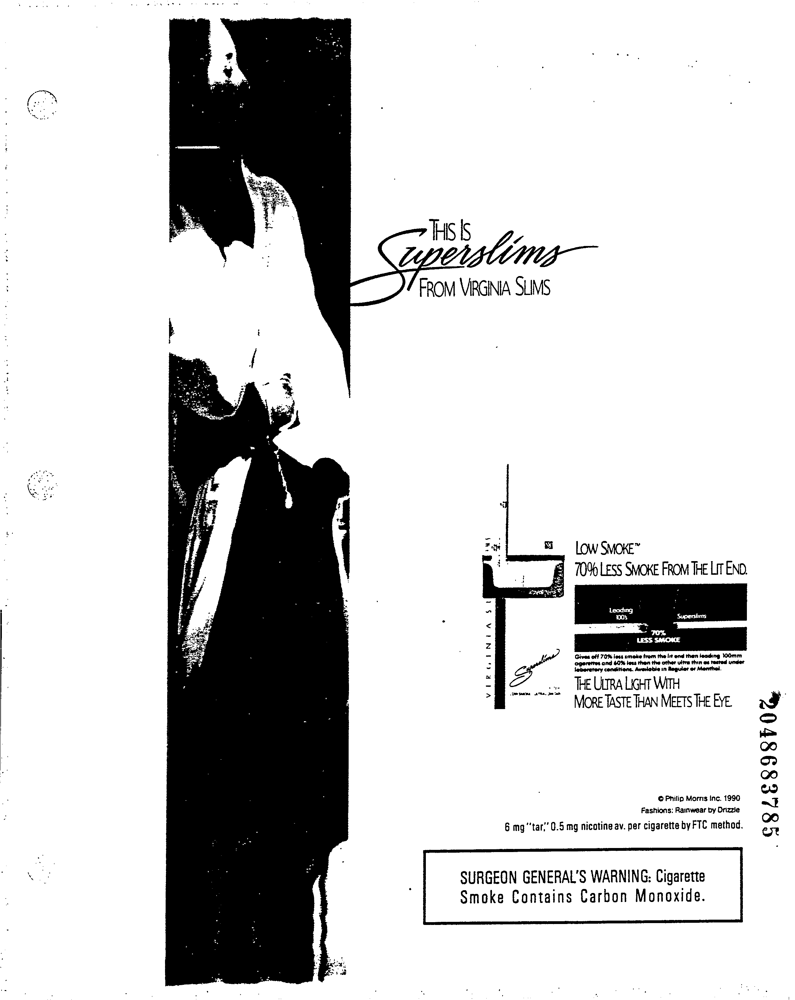 THIS IS
Superslims
FROM VIRGINIA SLIMS
LOW SMOKE™
70% LESS SMOKE FROM THE LIT END.
Leading
100's
Superslims
70%
LESS SMOKE
Gives off 70% less smoke from the lit end than leading 100mm
cigarettes and 60% less than the other ultra thin as tested under
laboratory conditions. Available in Regular or Menthol.
VIRGINIA SL
Superslims
THE ULTRA LIGHT WITH
MORE TASTE THAN MEETS THE EYE.
2048683785
© Philip Morris Inc. 1990
Fashions: Rainwear by Drizzle
6 mg "tar," 0.5 mg nicotine av. per cigarette by FTC method.
SURGEON GENERAL'S WARNING: Cigarette
Smoke Contains Carbon Monoxide.